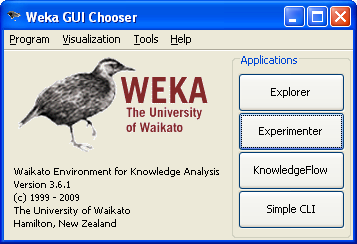 Weka GUI Chooser
Program Visualization Tools Help
WEKA
The University
of Waikato
Waikato Environment for Knowledge Analysis
Version 3.6.1
(c) 1999 - 2009
The University of Waikato
Hamilton, New Zealand
Applications
Explorer
Experimenter
KnowledgeFlow
Simple CLI